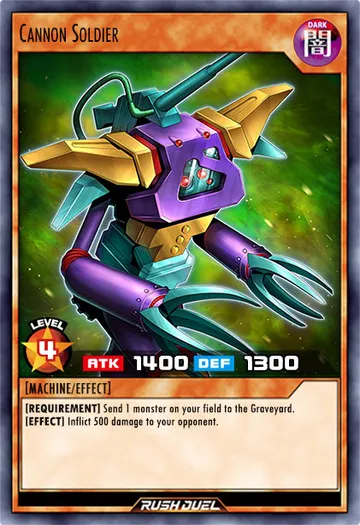 CANNON SOLDIER
DARK
闇
LEVEL
4
ATK 1400 DEF 1300
[MACHINE/EFFECT]
[REQUIREMENT] Send 1 monster on your field to the Graveyard.
[EFFECT] Inflict 500 damage to your opponent.
RUSH DUEL